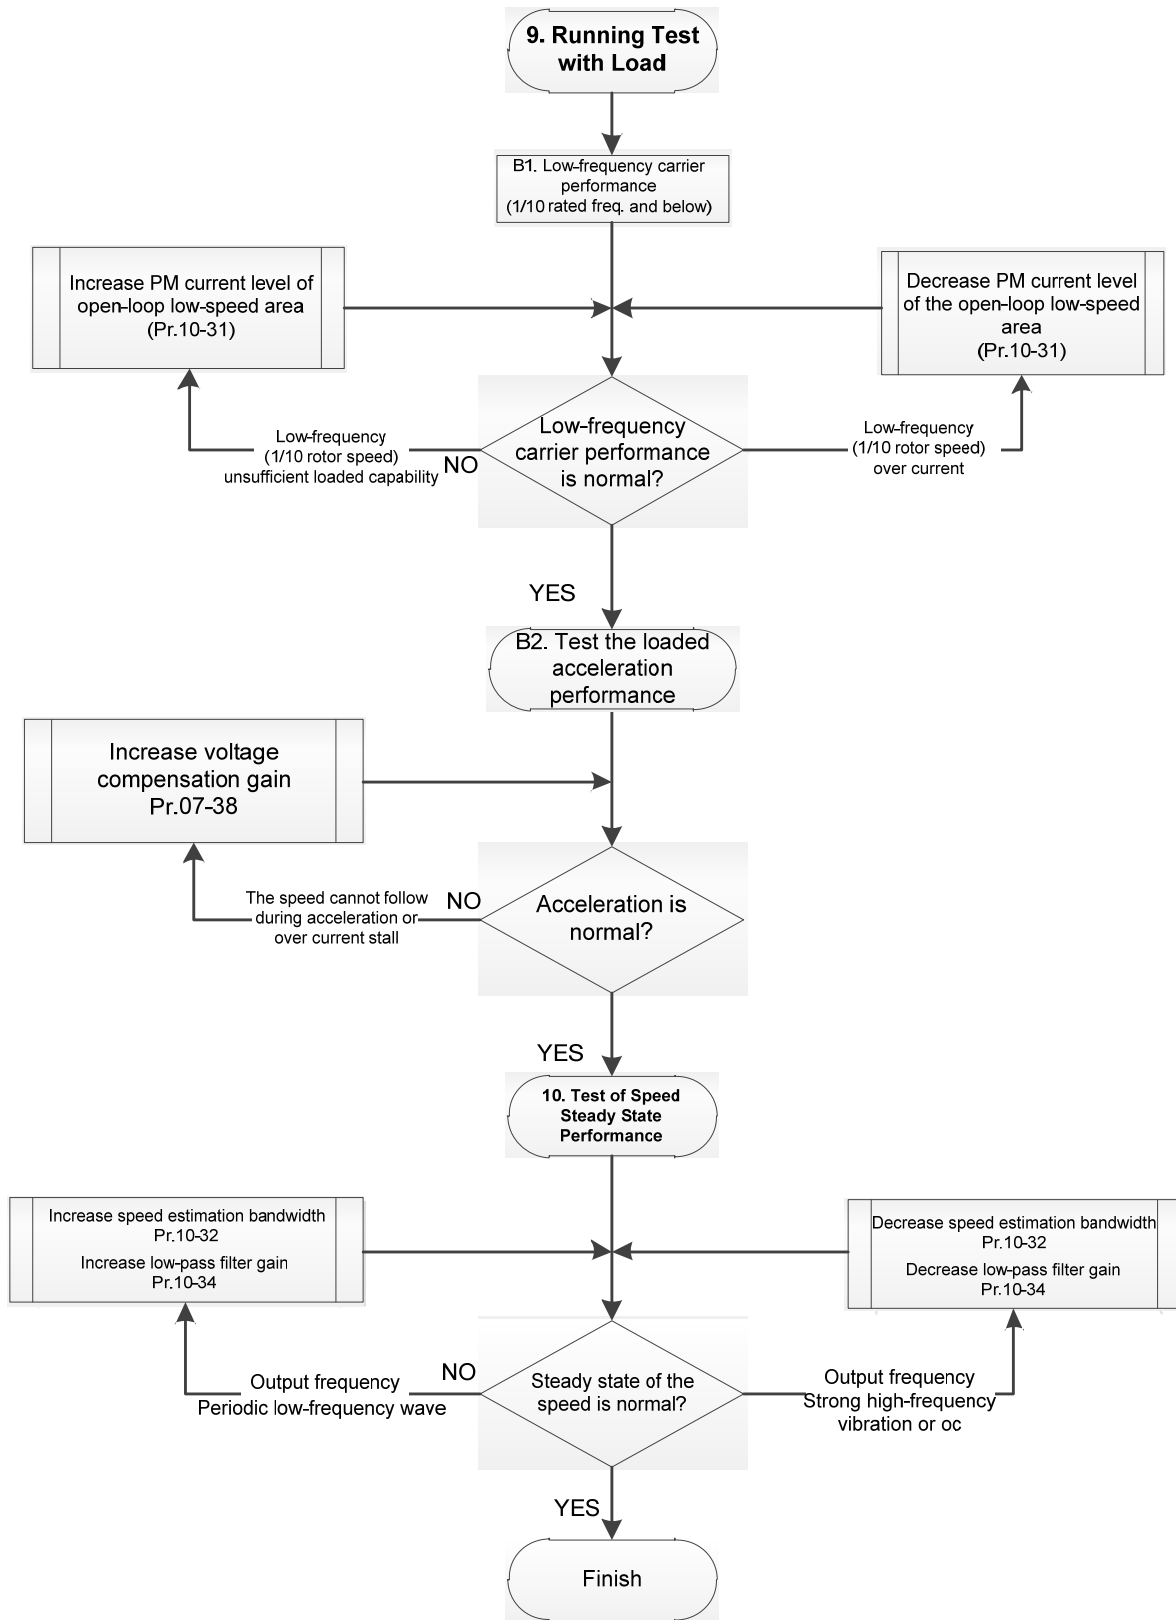 9. Running Test
with Load
B1. Low-frequency carrier
performance
(1/10 rated freq. and below)
Increase PM current level of
open-loop low-speed area
(Pr.10-31)
Decrease PM current level
of the open-loop low-speed
area
(Pr.10-31)
Low-frequency
carrier performance
is normal?
Low-frequency
(1/10 rotor speed)
unsufficient loaded capability
NO
Low-frequency
(1/10 rotor speed)
over current
YES
B2. Test the loaded
acceleration
performance
Increase voltage
compensation gain
Pr.07-38
The speed cannot follow
during acceleration or
over current stall
NO
Acceleration is
normal?
YES
10. Test of Speed
Steady State
Performance
Increase speed estimation bandwidth
Pr.10-32
Increase low-pass filter gain
Pr.10-34
Decrease speed estimation bandwidth
Pr.10-32
Decrease low-pass filter gain
Pr.10-34
Output frequency
Periodic low-frequency wave
NO
Steady state of the
speed is normal?
Output frequency
Strong high-frequency
vibration or oc
YES
Finish